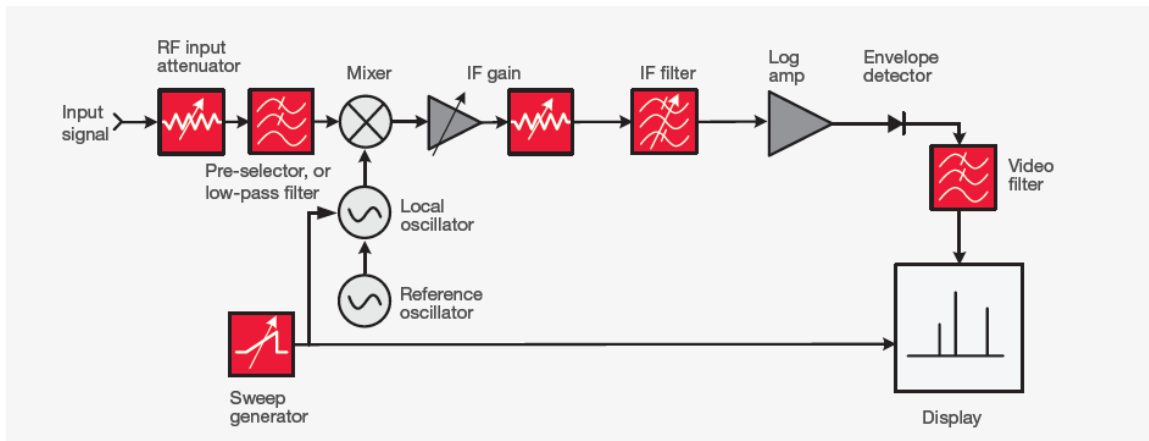 RF input
attenuator
Mixer
IF gain
IF filter
Log
amp
Envelope
detector
Input
signal
Pre-selector, or
low-pass filter
Video
filter
Local
oscillator
Reference
oscillator
Sweep
generator
Display